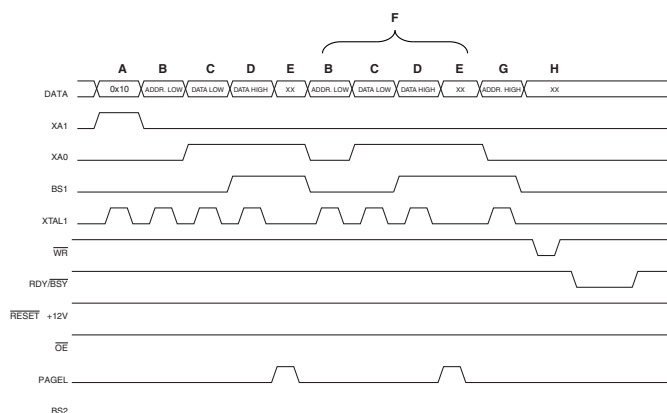 F
A B C D E B C D E G H
DATA 0x10 ADDR. LOW DATA LOW DATA HIGH XX ADDR. LOW DATA LOW DATA HIGH XX ADDR. HIGH XX
XA1
XA0
BS1
XTAL1
WR
RDY/BSY
RESET +12V
OE
PAGEL
BS2